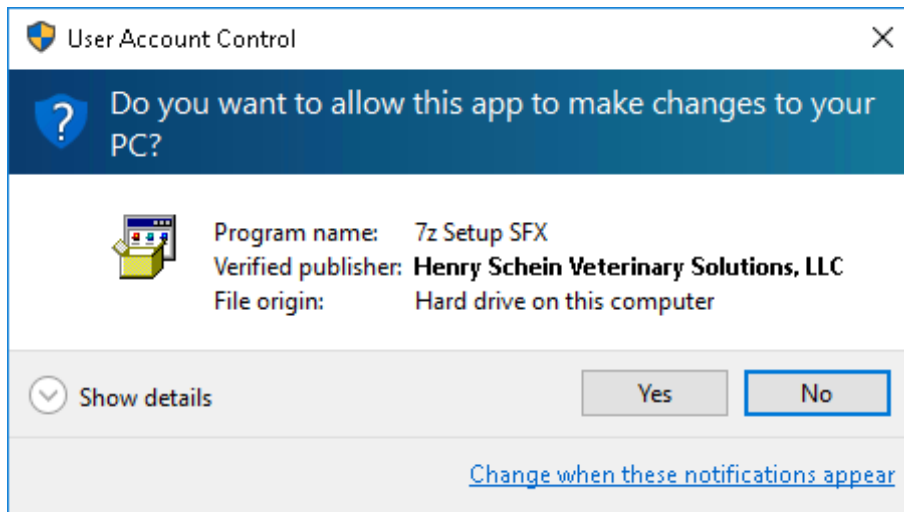 User Account Control
Do you want to allow this app to make changes to your
PC?
Program name: 7z Setup SFX
Verified publisher: Henry Schein Veterinary Solutions, LLC
File origin: Hard drive on this computer
Show details
Yes
No
Change when these notifications appear